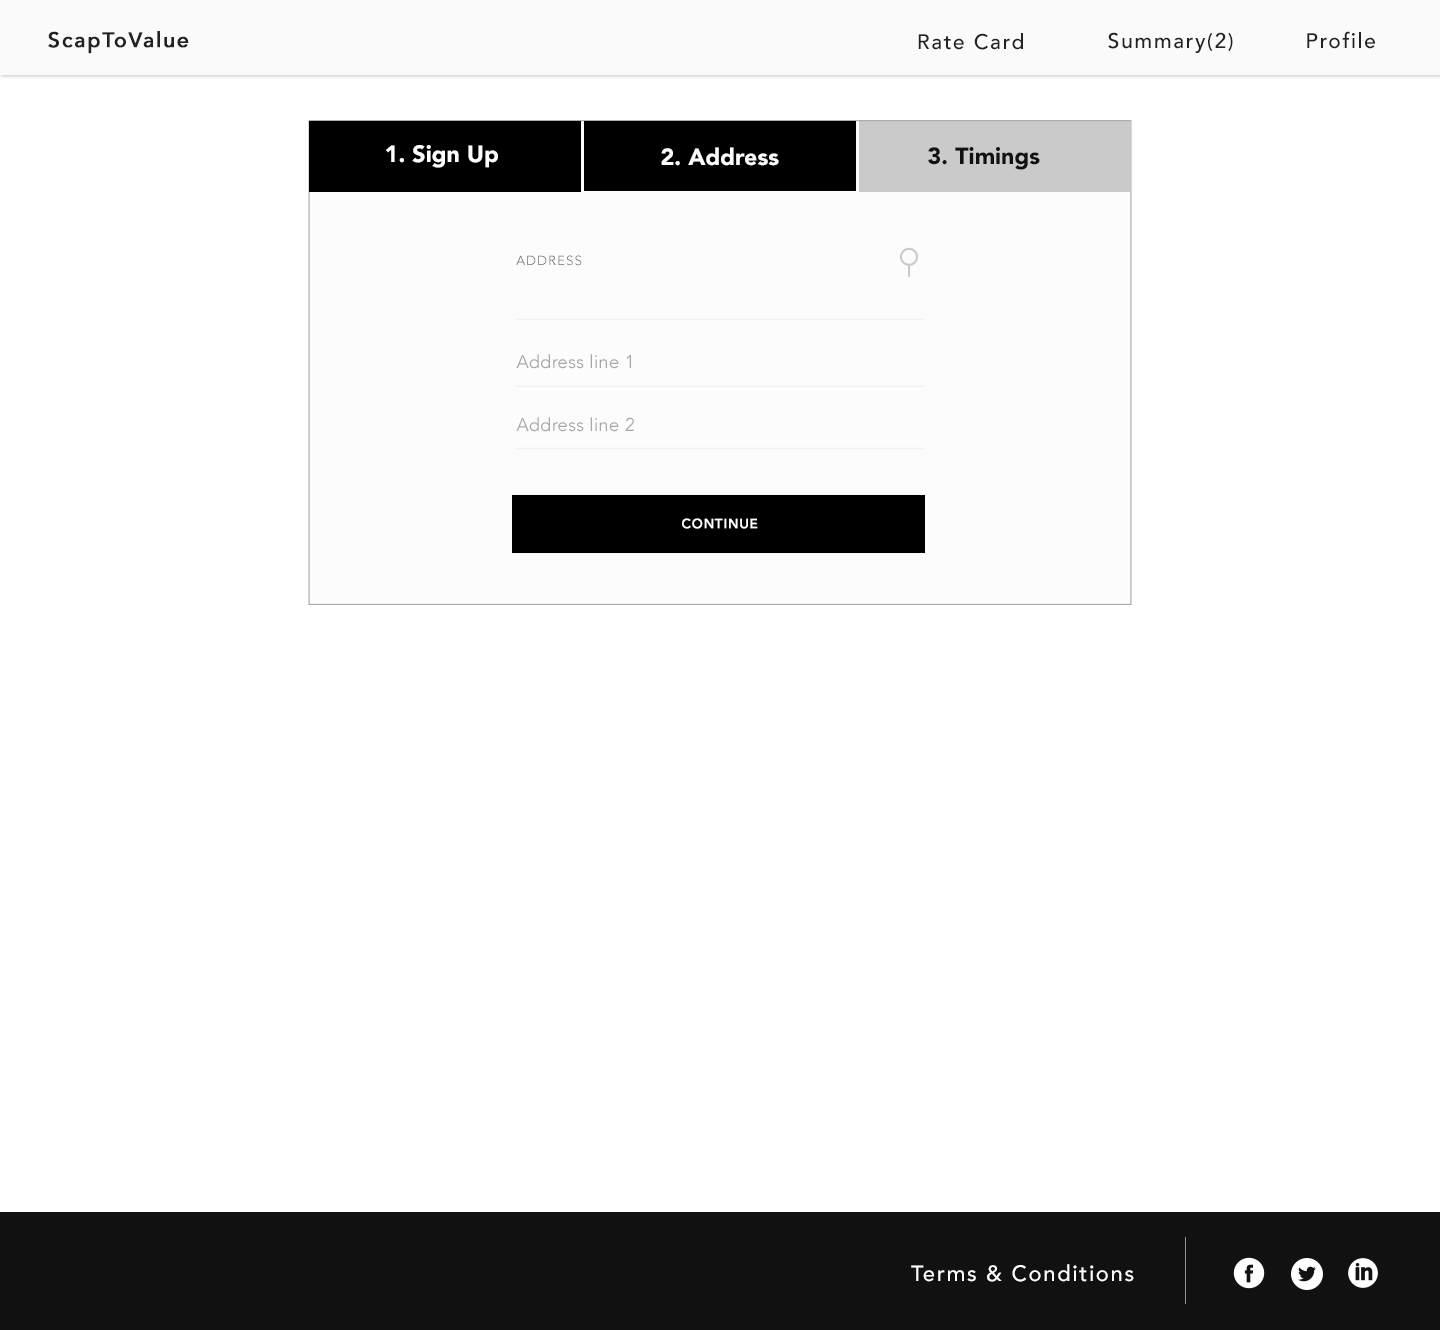 ScapToValue
Rate Card
Summary(2)
Profile
1. Sign Up
2. Address
3. Timings
ADDRESS
Address line 1
Address line 2
CONTINUE
Terms & Conditions